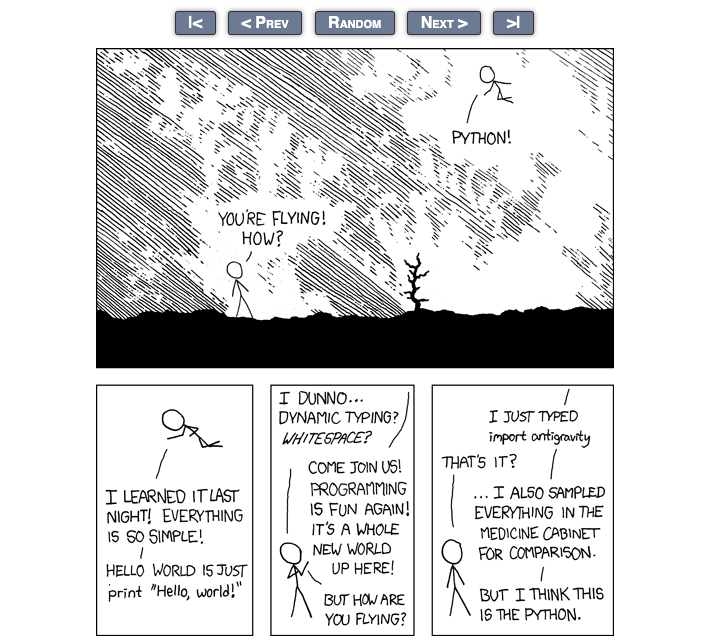 |<
< Prev
Random
Next >
>|
YOU'RE FLYING!
HOW?
PYTHON!
I LEARNED IT LAST
NIGHT! EVERYTHING
IS SO SIMPLE!
HELLO WORLD IS JUST
print "Hello, world!"
I DUNNO...
DYNAMIC TYPING?
WHITESPACE?
COME JOIN US!
PROGRAMMING
IS FUN AGAIN!
IT'S A WHOLE
NEW WORLD
UP HERE!
BUT HOW ARE
YOU FLYING?
I JUST TYPED
import antigravity
THAT'S IT?
... I ALSO SAMPLED
EVERYTHING IN THE
MEDICINE CABINET
FOR COMPARISON.
BUT I THINK THIS
IS THE PYTHON.